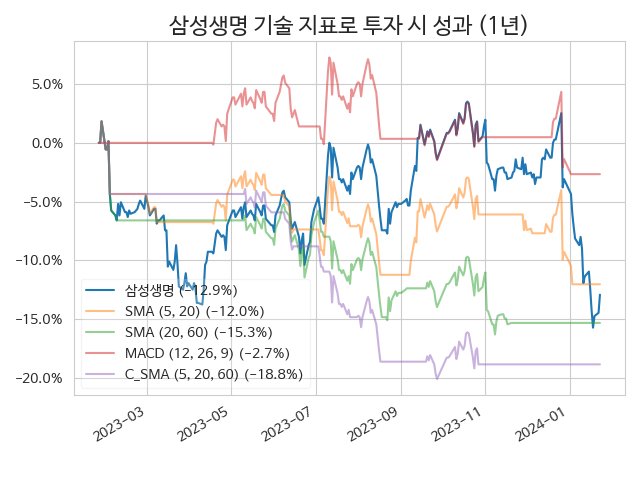 삼성생명 기술 지표로 투자 시 성과 (1년)
5.0%
0.0%
−5.0%
−10.0%
−15.0%
−20.0%
삼성생명 (−12.9%)
SMA (5, 20) (−12.0%)
SMA (20, 60) (−15.3%)
MACD (12, 26, 9) (−2.7%)
C_SMA (5, 20, 60) (−18.8%)
2023−03
2023−05
2023−07
2023−09
2023−11
2024−01